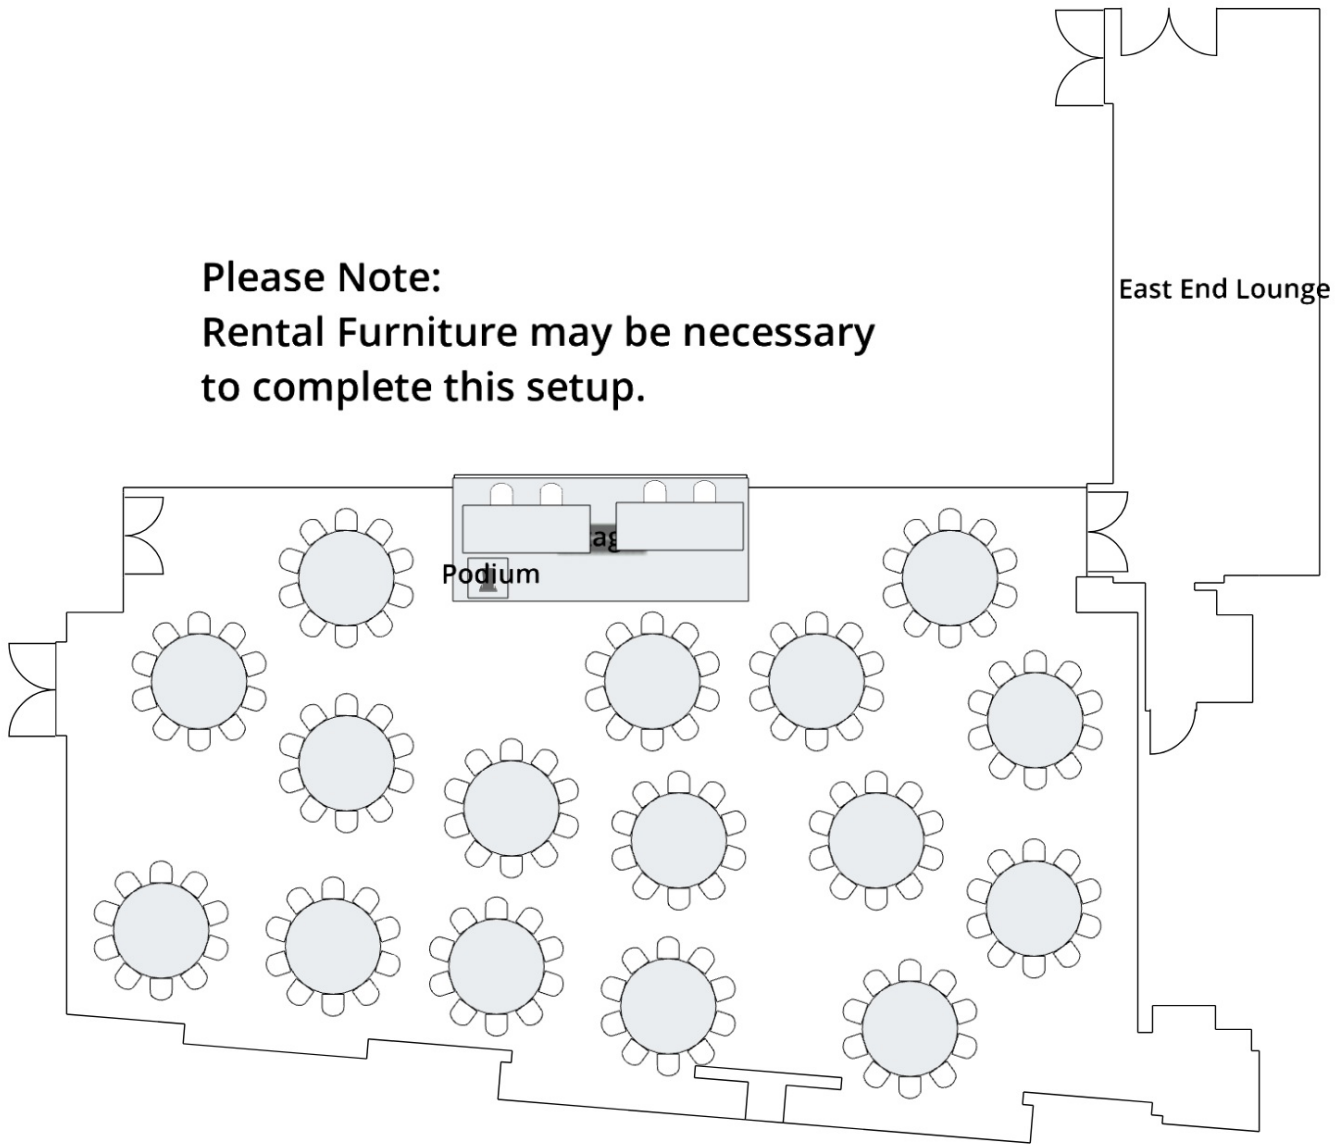 Please Note:
Rental Furniture may be necessary
to complete this setup.
East End Lounge
Podium